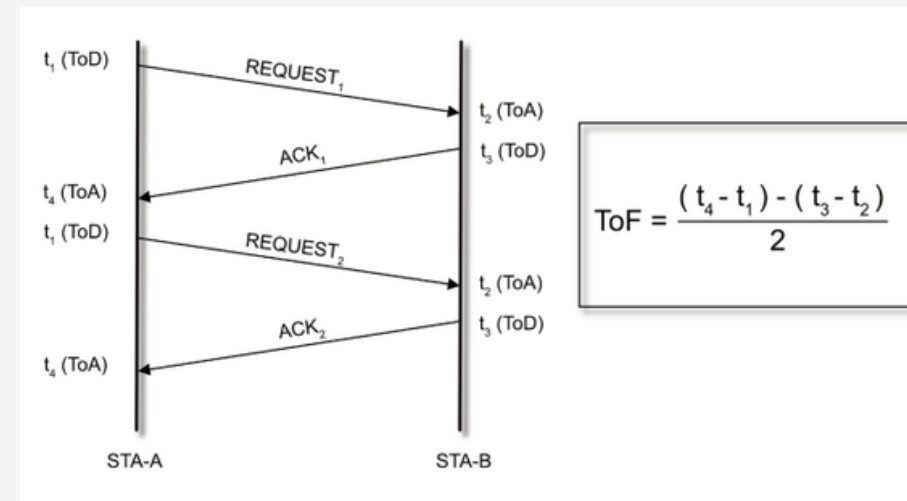 t₁ (ToD)
REQUEST₁
t₂ (ToA)
t₃ (ToD)
ACK₁
t₄ (ToA)
t₁ (ToD)
REQUEST₂
t₂ (ToA)
t₃ (ToD)
ACK₂
t₄ (ToA)
STA-A
STA-B
ToF = ( t₄ - t₁ ) - ( t₃ - t₂ ) / 2